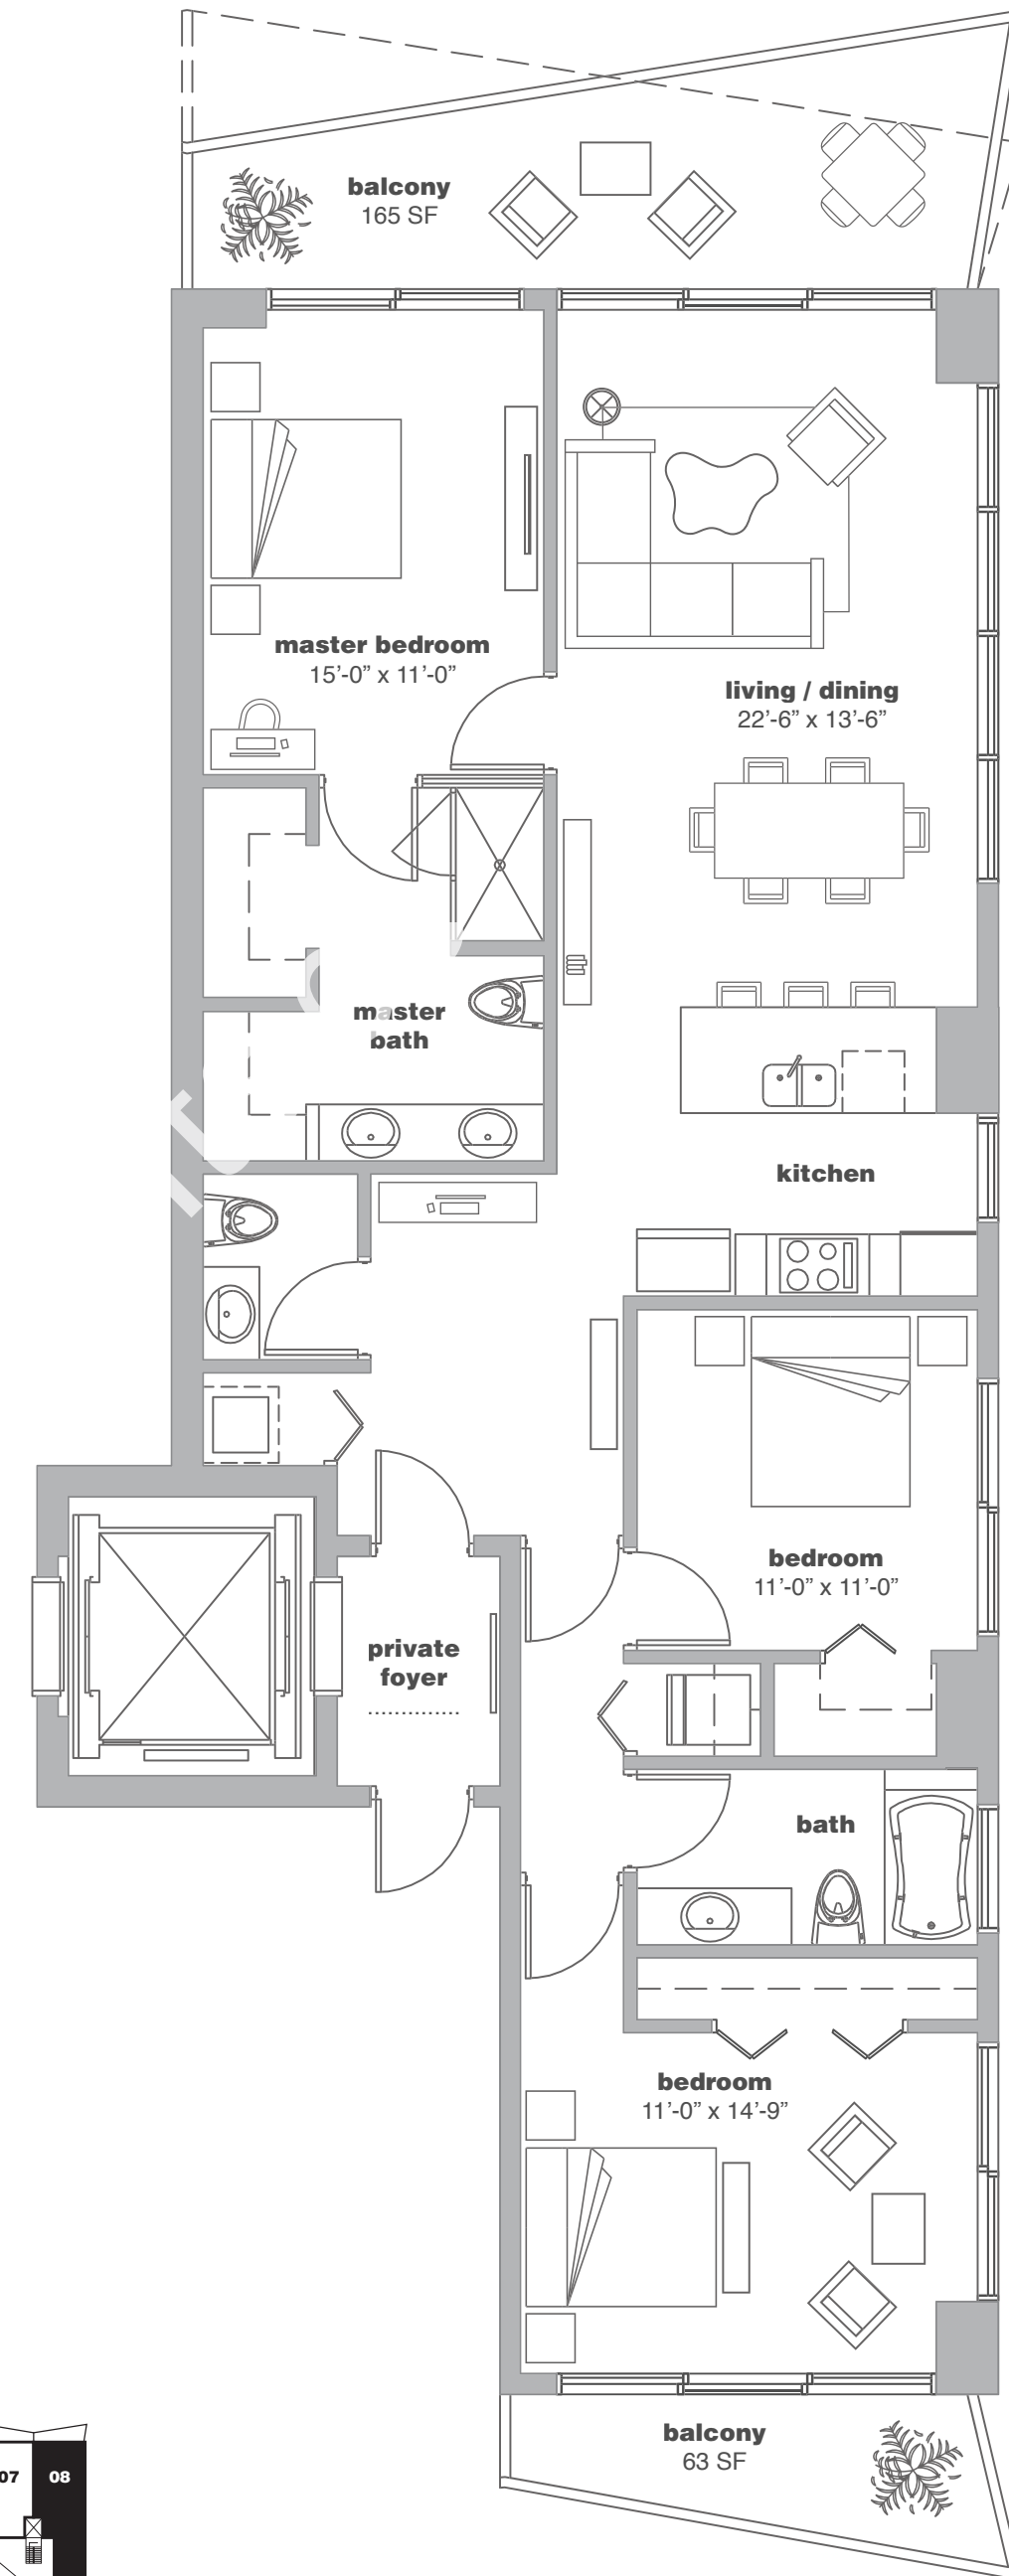 balcony
165 SF
master bedroom
15’-0” x 11’-0”
living / dining
22’-6” x 13’-6”
master
bath
kitchen
bedroom
11’-0” x 11’-0”
private
foyer
bath
bedroom
11’-0” x 14’-9”
balcony
63 SF
07 08